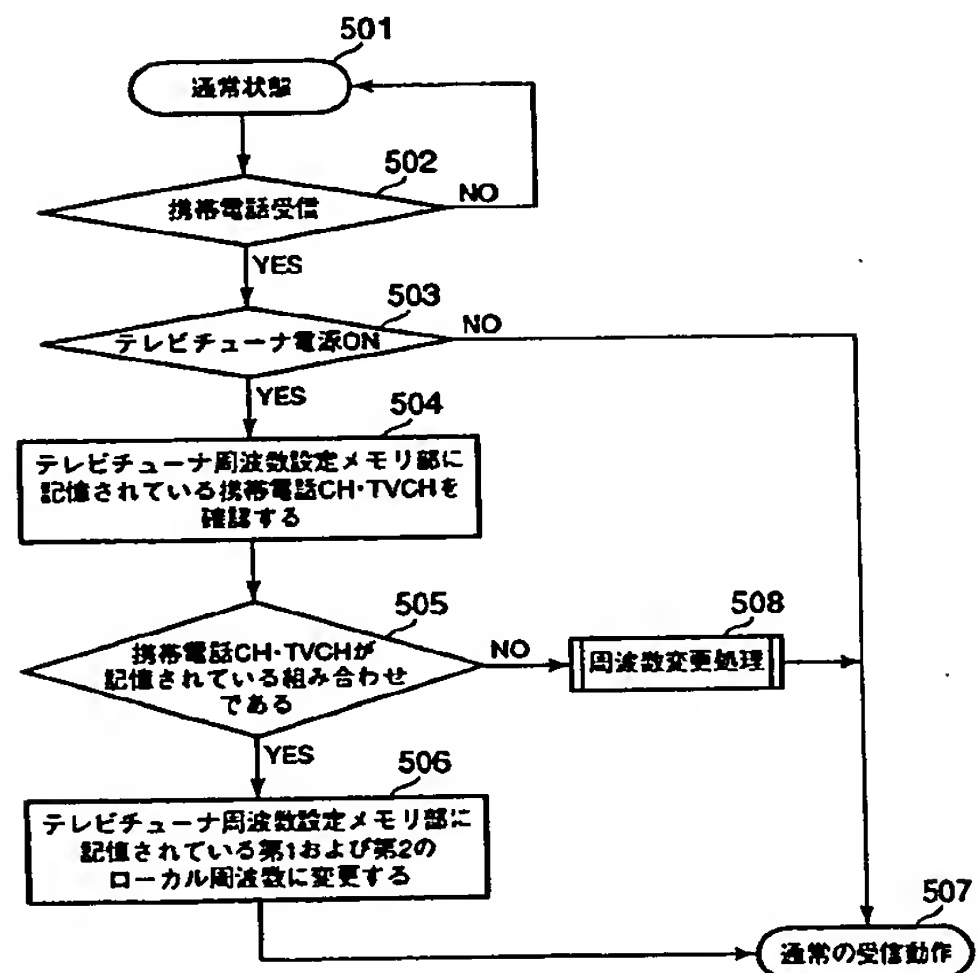 501
通常状態
502
携帯電話受信
NO
YES
503
テレビチューナ電源ON
NO
YES
504
テレビチューナ周波数設定メモリ部に
記憶されている携帯電話CH・TVCHを
確認する
505
携帯電話CH・TVCHが
記憶されている組み合わせ
である
NO
508
周波数変更処理
YES
506
テレビチューナ周波数設定メモリ部に
記憶されている第1および第2の
ローカル周波数に変更する
507
通常の受信動作